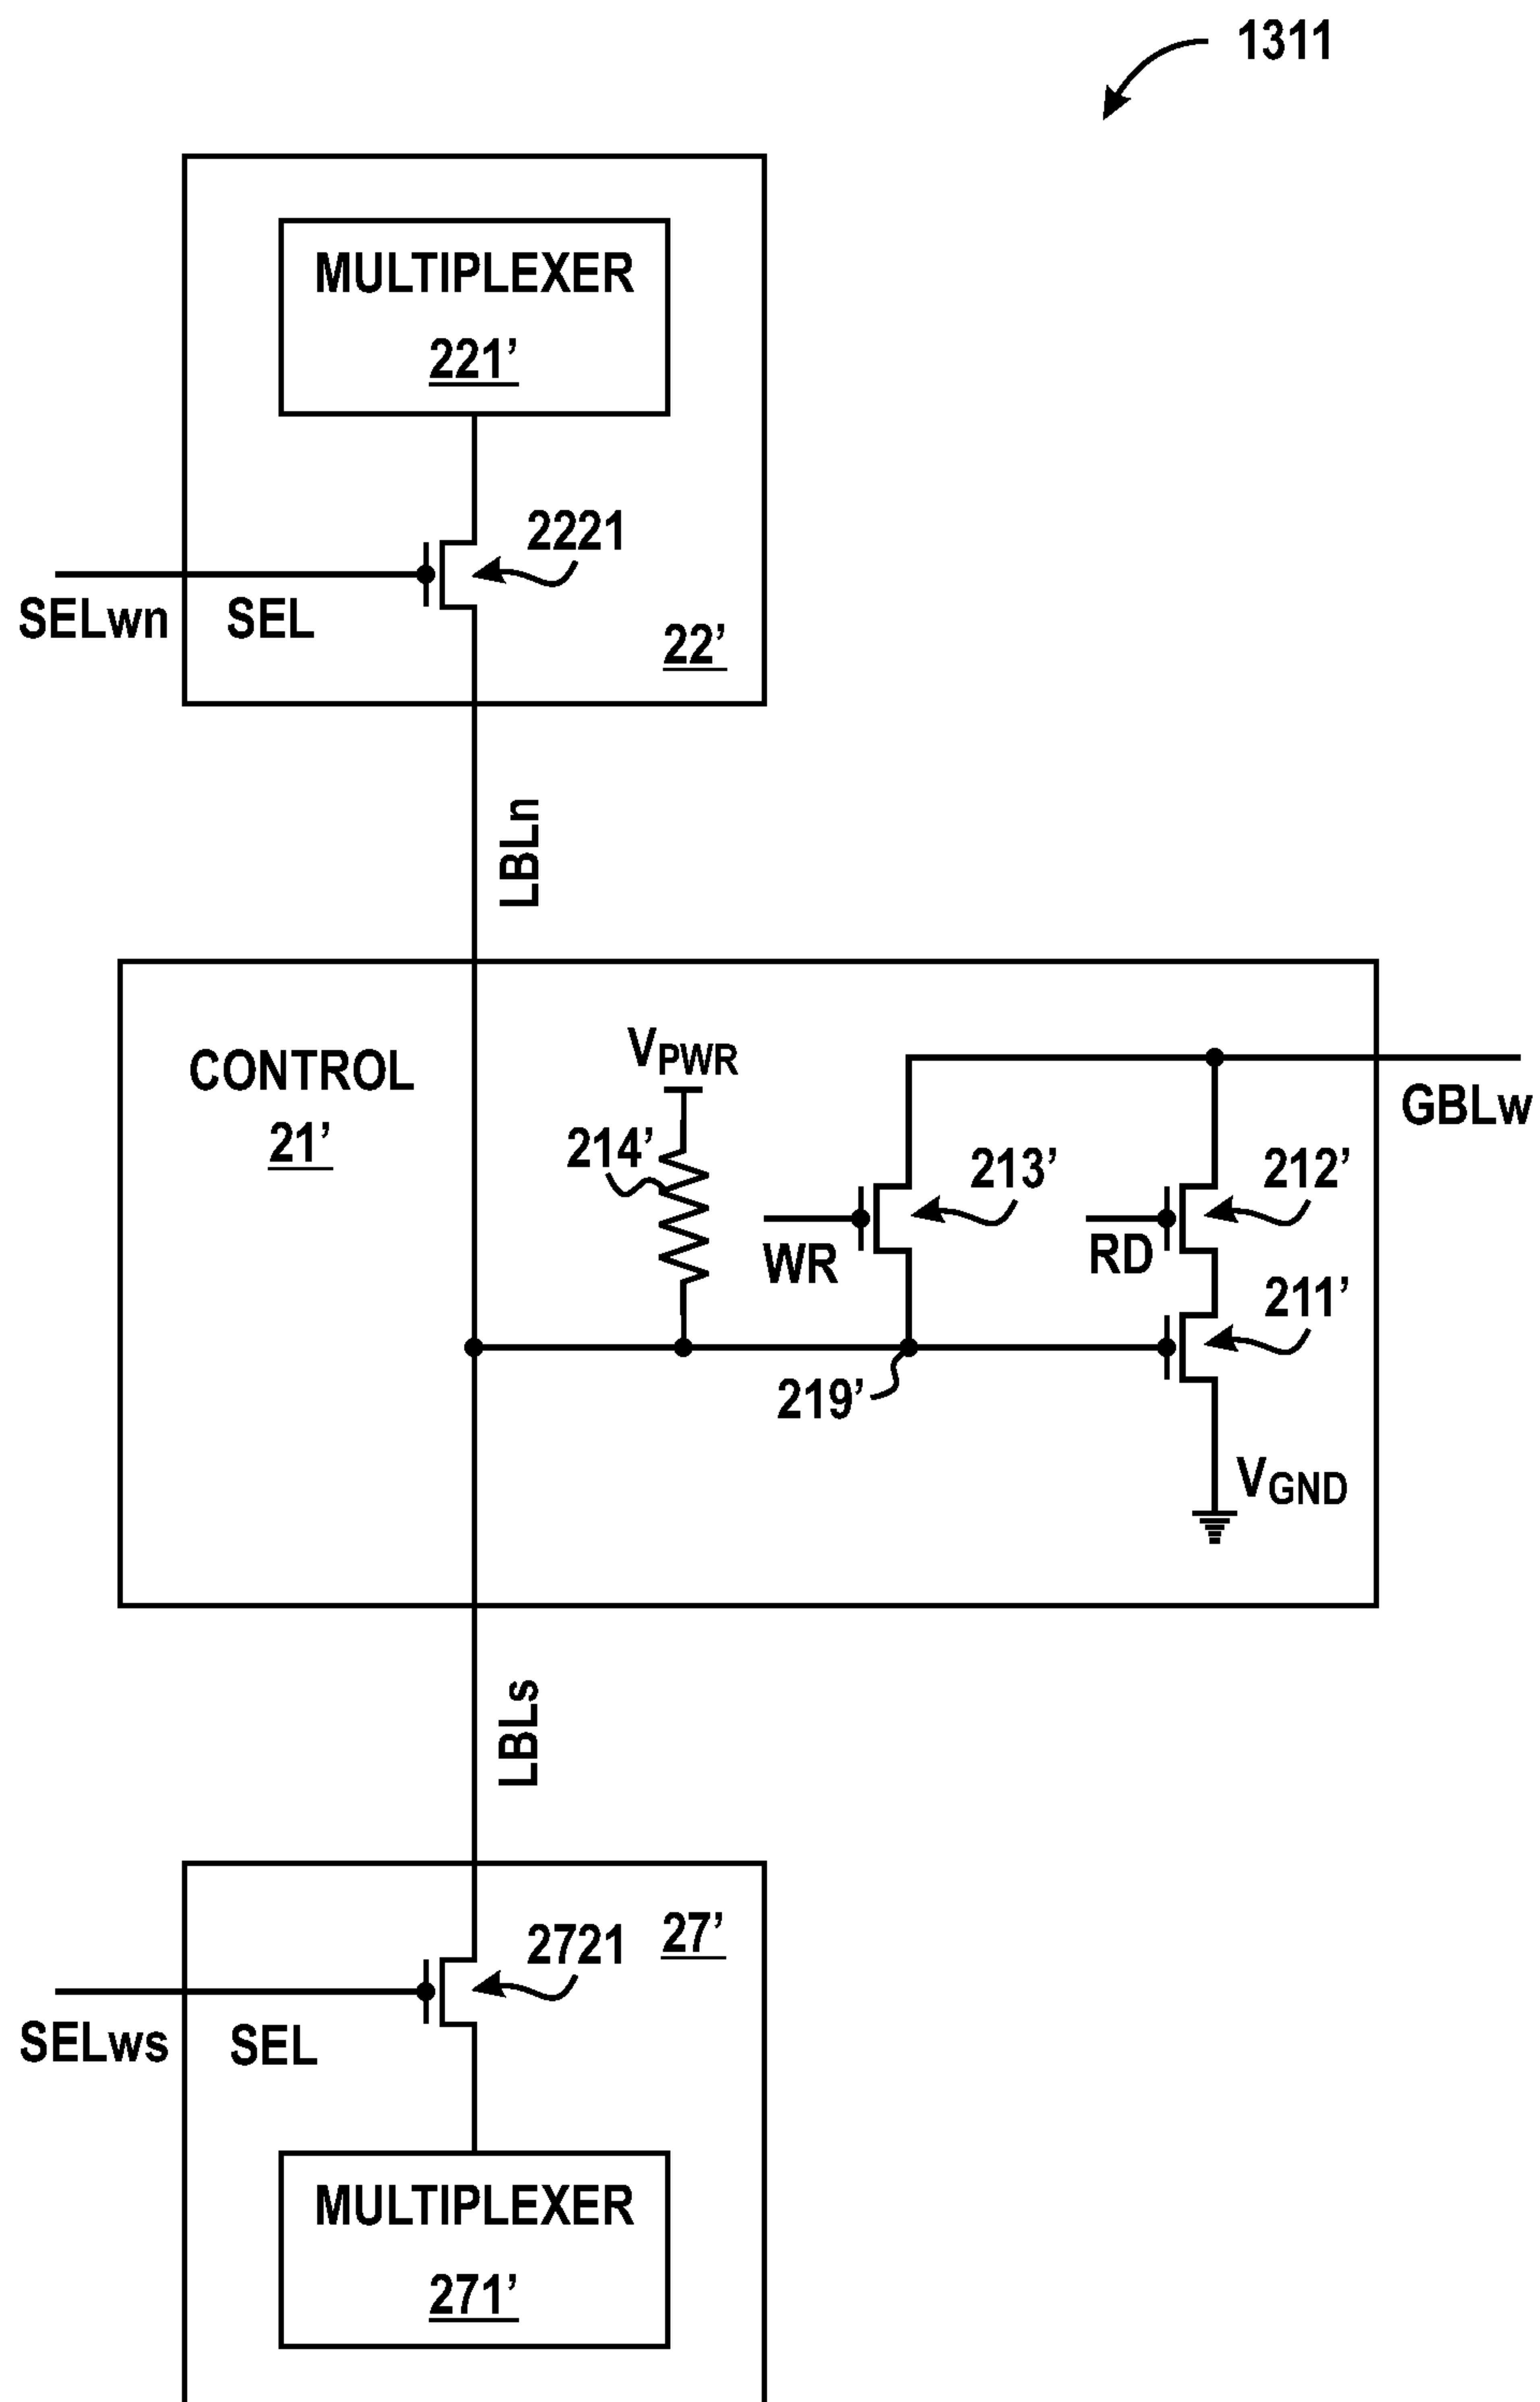 1311
MULTIPLEXER
221’
2221
SELwn
SEL
22’
LBLn
CONTROL
21’
VPWR
214’
GBLw
213’
212’
WR
RD
211’
219’
VGND
LBLs
27’
2721
SELws
SEL
MULTIPLEXER
271’